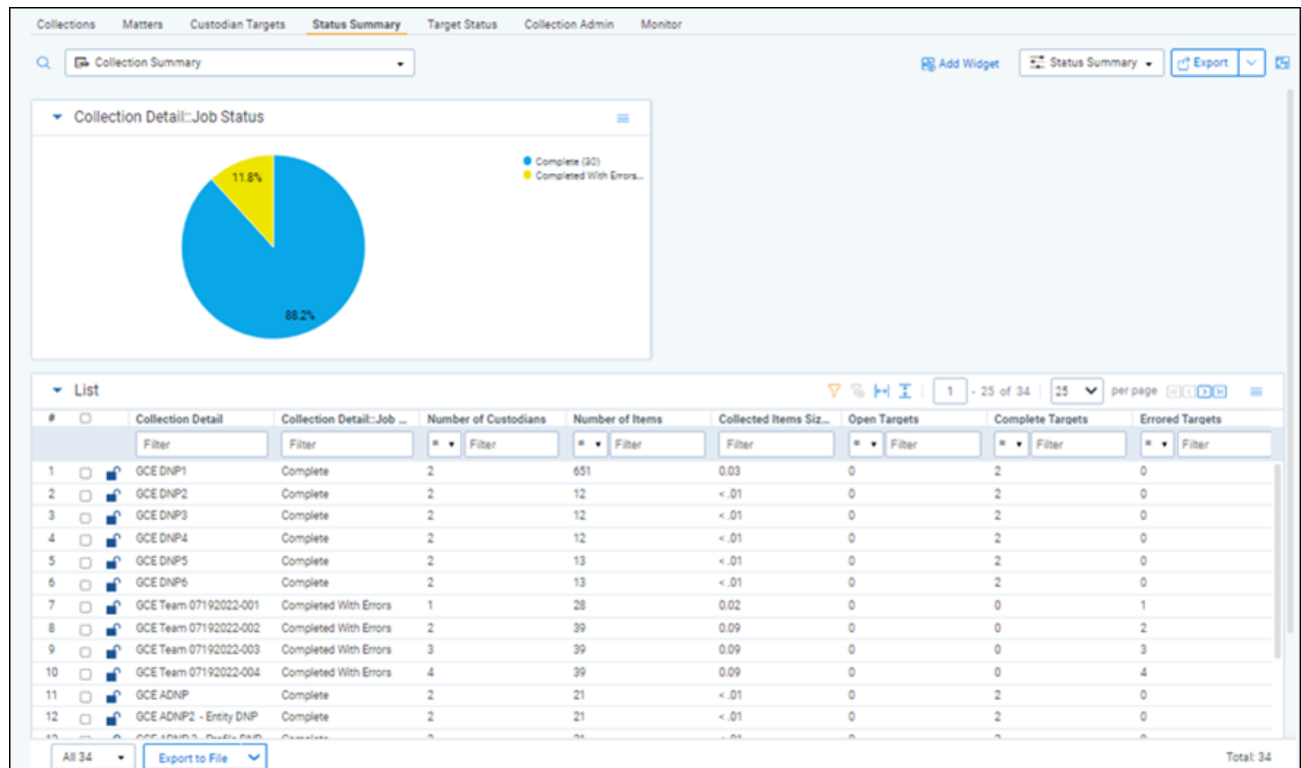 Collections Matters Custodian Targets Status Summary Target Status Collection Admin Monitor
Collection Summary Add Widget Status Summary Export
Collection Detail::Job Status
Complete (30)
Completed With Errors...
11.8%
88.2%
List 1 - 25 of 34 25 per page
# Collection Detail Collection Detail::Job ... Number of Custodians Number of Items Collected Items Siz... Open Targets Complete Targets Errored Targets
Filter Filter = Filter = Filter Filter = Filter = Filter = Filter
1 GCE DNP1 Complete 2 651 0.03 0 2 0
2 GCE DNP2 Complete 2 12 < .01 0 2 0
3 GCE DNP3 Complete 2 12 < .01 0 2 0
4 GCE DNP4 Complete 2 12 < .01 0 2 0
5 GCE DNP5 Complete 2 13 < .01 0 2 0
6 GCE DNP6 Complete 2 13 < .01 0 2 0
7 GCE Team 07192022-001 Completed With Errors 1 28 0.02 0 0 1
8 GCE Team 07192022-002 Completed With Errors 2 39 0.09 0 0 2
9 GCE Team 07192022-003 Completed With Errors 3 39 0.09 0 0 3
10 GCE Team 07192022-004 Completed With Errors 4 39 0.09 0 0 4
11 GCE ADNP Complete 2 21 < .01 0 2 0
12 GCE ADNP2 - Entity DNP Complete 2 21 < .01 0 2 0
All 34 Export to File Total: 34